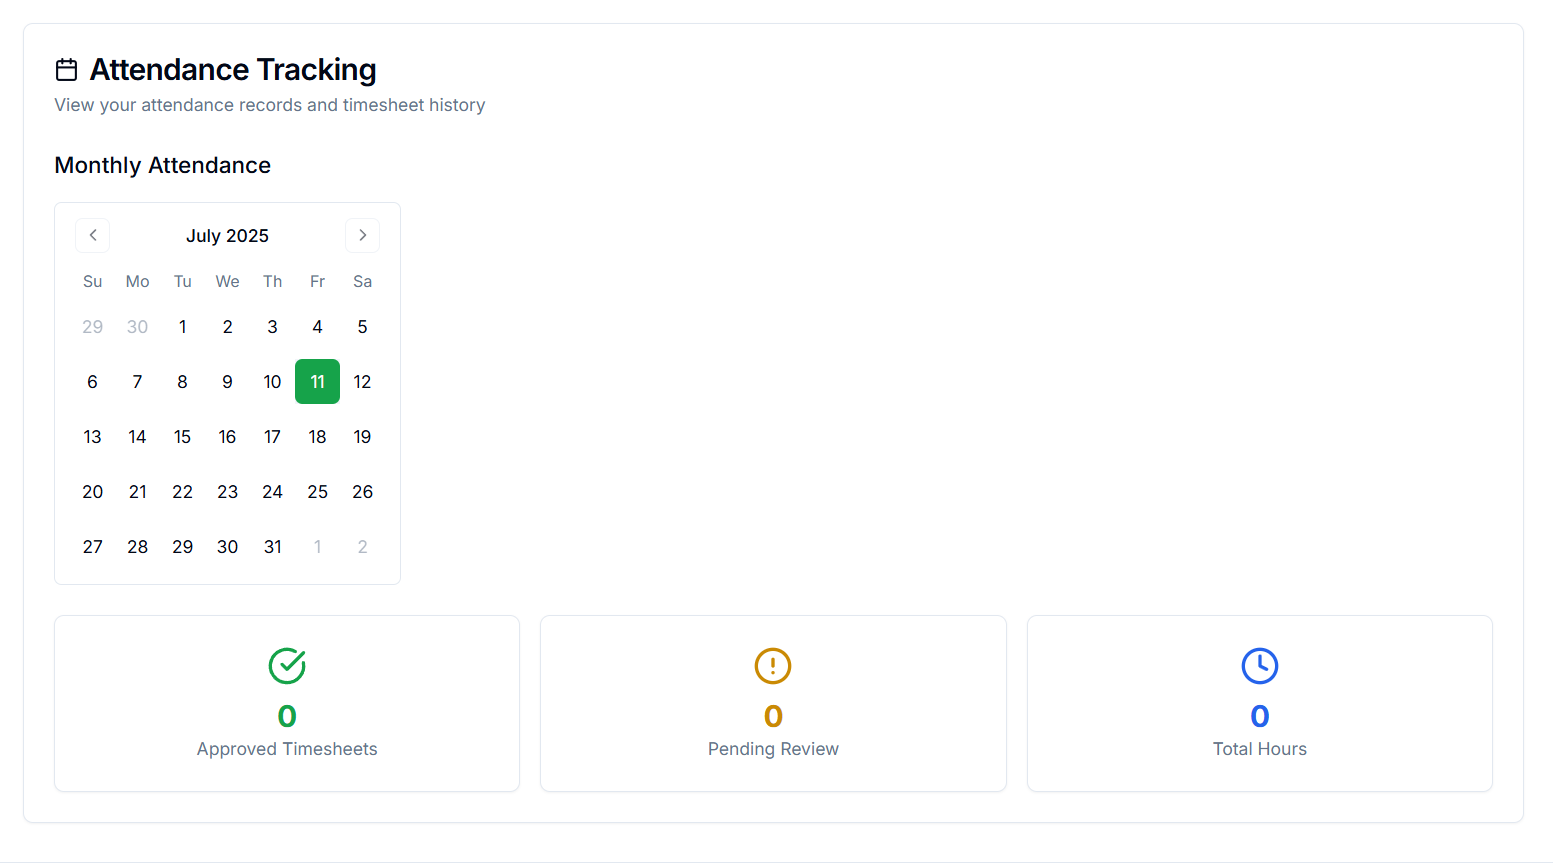 Attendance Tracking
View your attendance records and timesheet history
Monthly Attendance
July 2025
Su Mo Tu We Th Fr Sa
29 30 1 2 3 4 5
6 7 8 9 10 11 12
13 14 15 16 17 18 19
20 21 22 23 24 25 26
27 28 29 30 31 1 2
0 0 0
Approved Timesheets Pending Review Total Hours